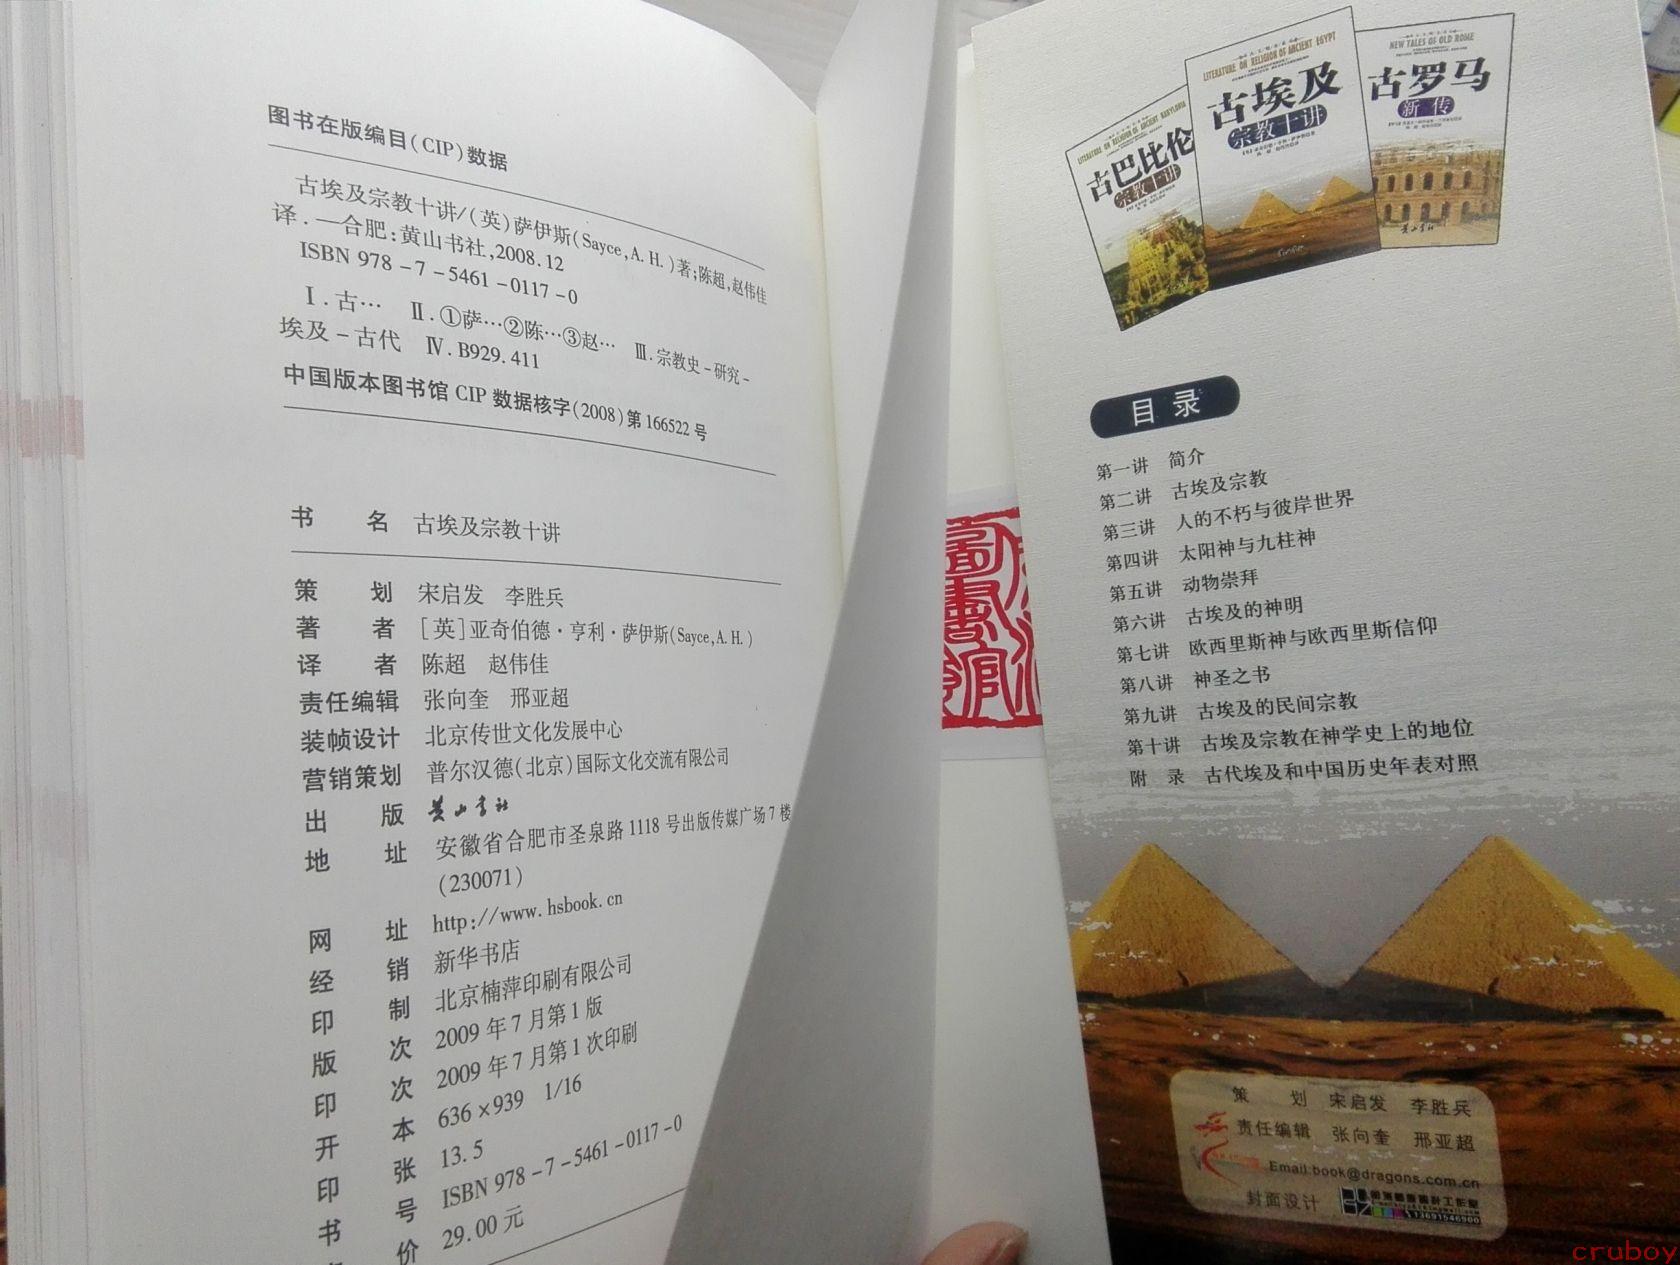 图书在版编目(CIP)数据
古埃及宗教十讲/(英)萨伊斯(Sayce,A.H.)著;陈超,赵伟佳
译.—合肥:黄山书社,2008.12
ISBN 978-7-5461-0117-0
Ⅰ.古… Ⅱ.①萨…②陈…③赵… Ⅲ.宗教史-研究-
埃及-古代 Ⅳ.B929.411
中国版本图书馆CIP数据核字(2008)第166522号
书 名 古埃及宗教十讲
策 划 宋启发 李胜兵
著 者 [英]亚奇伯德·亨利·萨伊斯(Sayce,A.H.)
译 者 陈超 赵伟佳
责任编辑 张向奎 邢亚超
装帧设计 北京传世文化发展中心
营销策划 普尔汉德(北京)国际文化交流有限公司
出 版 黄山书社
地 址 安徽省合肥市圣泉路1118号出版传媒广场7楼
(230071)
网 址 http://www.hsbook.cn
经 销 新华书店
印 制 北京楠萍印刷有限公司
版 次 2009年7月第1版
印 次 2009年7月第1次印刷
开 本 636×939 1/16
印 张 13.5
书 号 ISBN 978-7-5461-0117-0
价 29.00元
LITERATURE ON RELIGION OF ANCIENT BABYLONIA
古巴比伦
宗教十讲
LITERATURE ON RELIGION OF ANCIENT EGYPT
古埃及
宗教十讲
NEW TALES OF OLD ROME
古罗马
新传
黄山书社
目录
第一讲 简介
第二讲 古埃及宗教
第三讲 人的不朽与彼岸世界
第四讲 太阳神与九柱神
第五讲 动物崇拜
第六讲 古埃及的神明
第七讲 欧西里斯神与欧西里斯信仰
第八讲 神圣之书
第九讲 古埃及的民间宗教
第十讲 古埃及宗教在神学史上的地位
附 录 古代埃及和中国历史年表对照
策 划 宋启发 李胜兵
责任编辑 张向奎 邢亚超
Email:book@dragons.com.cn
封面设计
13691546900
cruboy